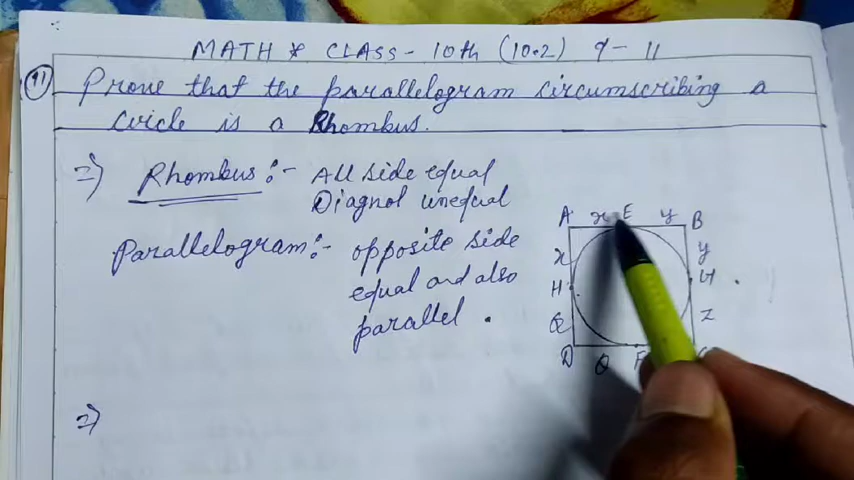 MATH * CLASS - 10th (10.2) 9 - 11
11) Prove that the parallelogram circumscribing a
Circle is a Rhombus.
=) Rhombus :- All side equal
Diagnol unequal
Parallelogram :- opposite side
equal and also
parallel .
A x E y B
x y
H
z
D Q F
=)